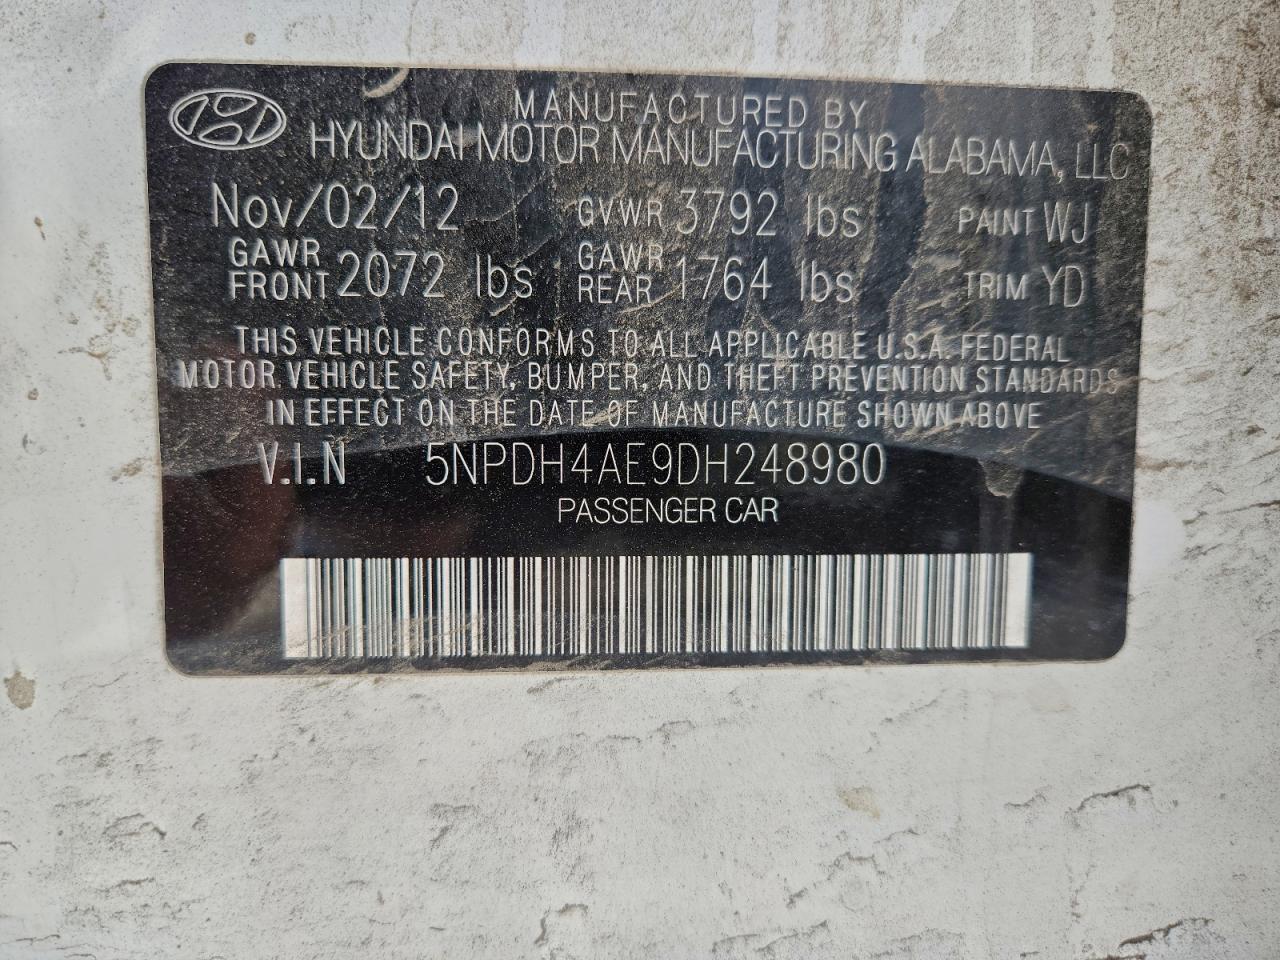 MANUFACTURED BY
HYUNDAI MOTOR MANUFACTURING ALABAMA, LLC
Nov/02/12 GVWR 3792 lbs PAINT WJ
GAWR FRONT 2072 lbs GAWR REAR 1764 lbs TRIM YD
THIS VEHICLE CONFORMS TO ALL APPLICABLE U.S.A. FEDERAL
MOTOR VEHICLE SAFETY, BUMPER, AND THEFT PREVENTION STANDARDS
IN EFFECT ON THE DATE OF MANUFACTURE SHOWN ABOVE
V.I.N 5NPDH4AE9DH248980
PASSENGER CAR